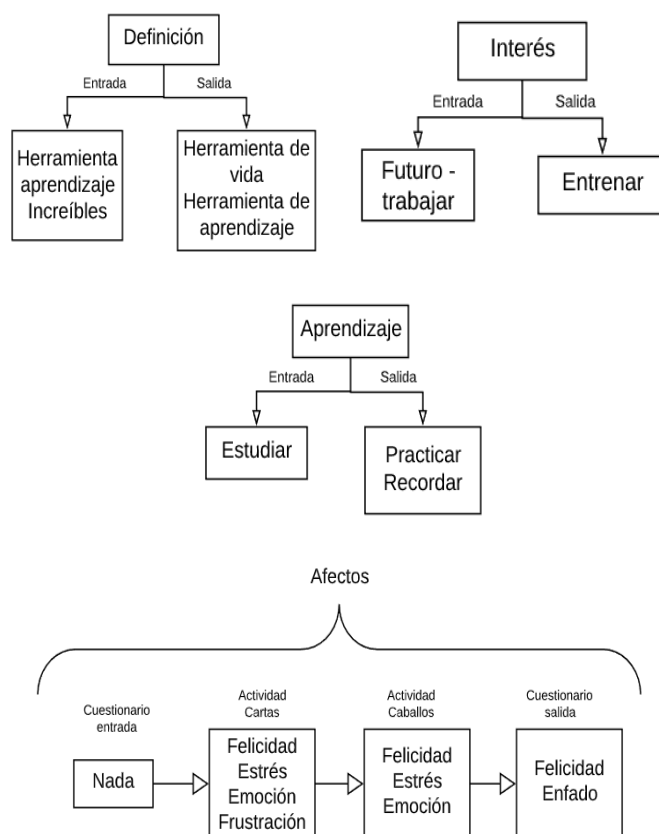 Definición
Entrada
Salida
Herramienta
aprendizaje
Increíbles
Herramienta de
vida
Herramienta de
aprendizaje
Interés
Entrada
Salida
Futuro -
trabajar
Entrenar
Aprendizaje
Entrada
Salida
Estudiar
Practicar
Recordar
Afectos
Cuestionario
entrada
Actividad
Cartas
Actividad
Caballos
Cuestionario
salida
Nada
Felicidad
Estrés
Emoción
Frustración
Felicidad
Estrés
Emoción
Felicidad
Enfado